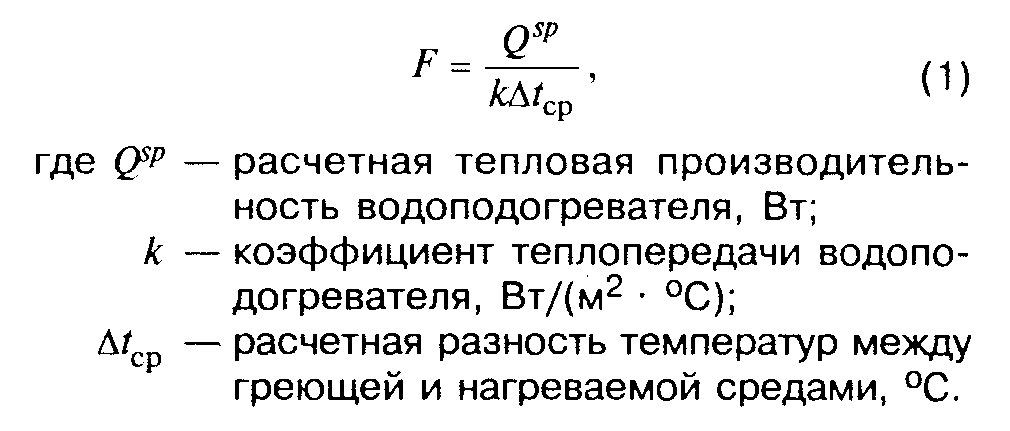 F = Q^sp / kΔt_ср , (1)
где Q^sp — расчетная тепловая производитель-
ность водоподогревателя, Вт;
k — коэффициент теплопередачи водопо-
догревателя, Вт/(м² · °С);
Δt_ср — расчетная разность температур между
греющей и нагреваемой средами, °С.